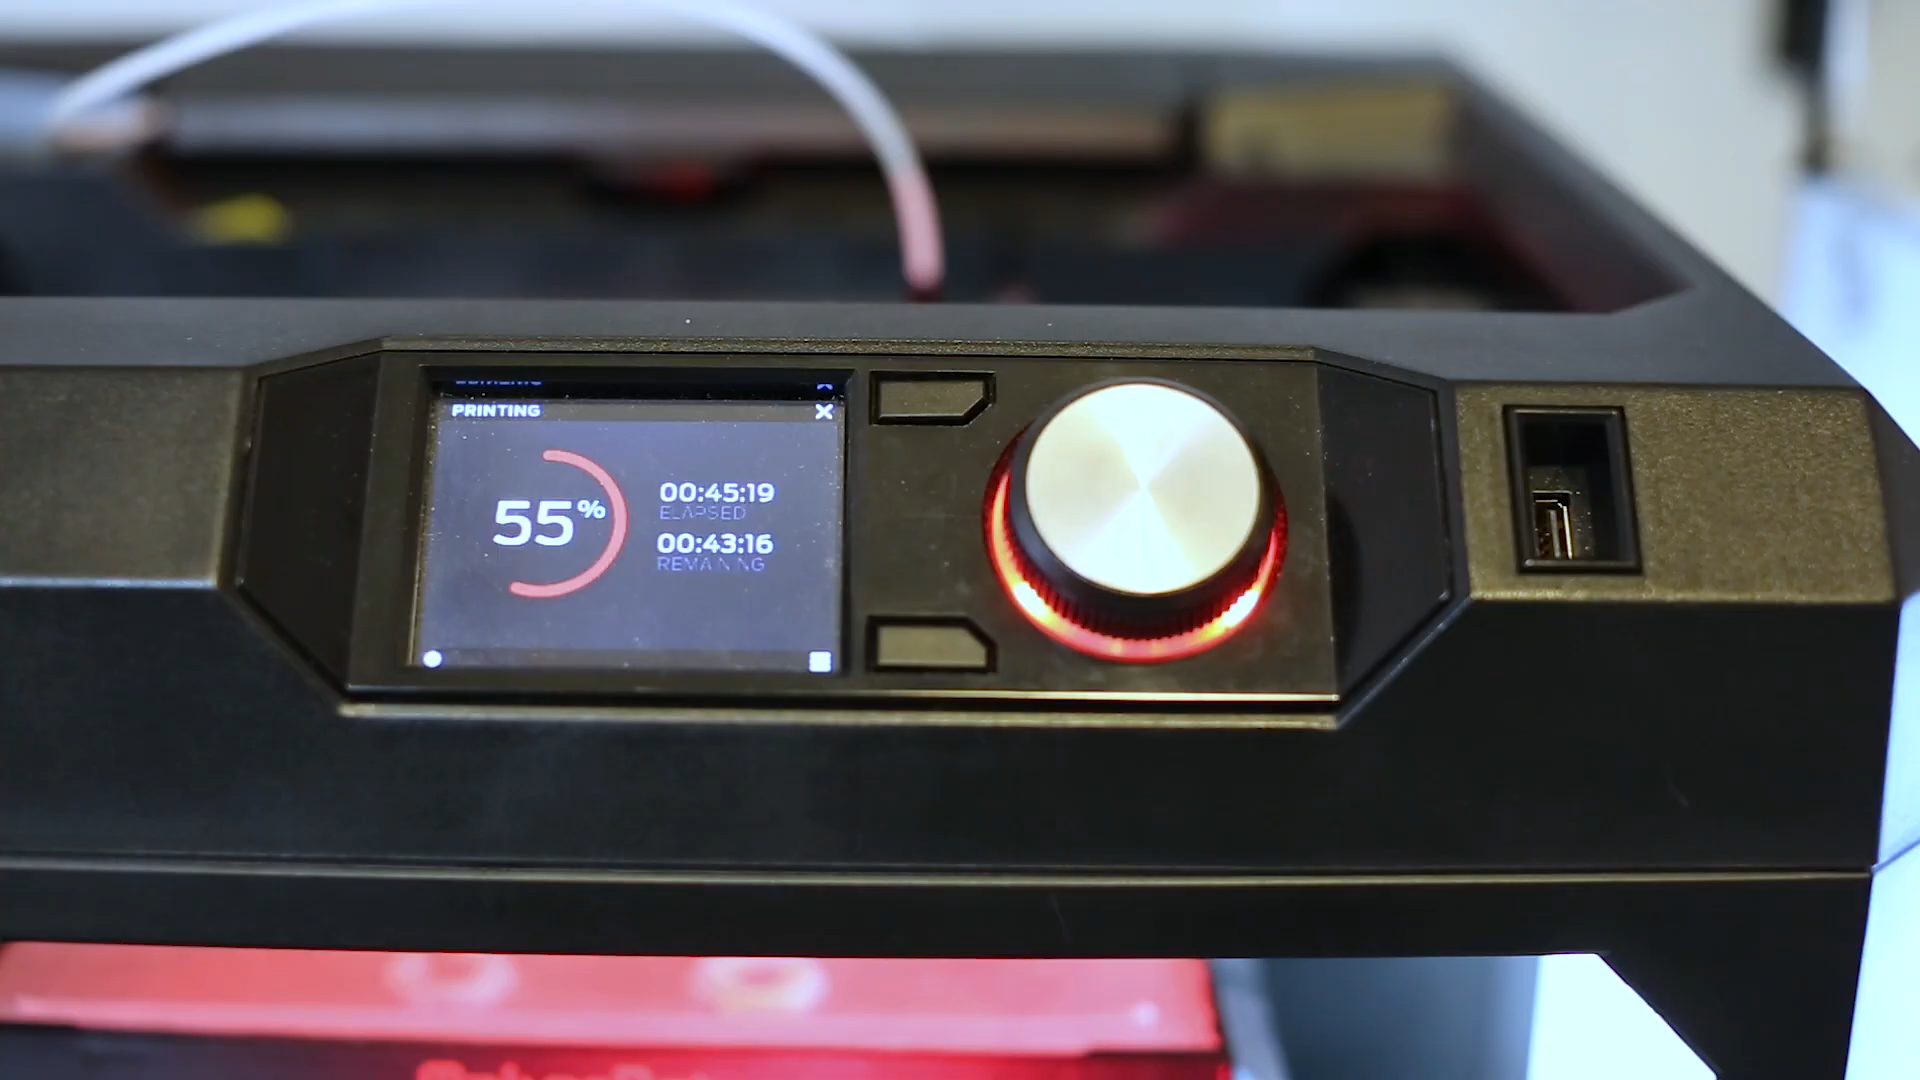 PRINTING
55%
00:45:19
ELAPSED
00:43:16
REMAINING